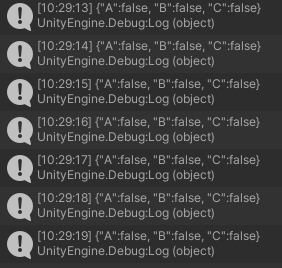 [10:29:13] {"A":false, "B":false, "C":false}
UnityEngine.Debug:Log (object)
[10:29:14] {"A":false, "B":false, "C":false}
UnityEngine.Debug:Log (object)
[10:29:15] {"A":false, "B":false, "C":false}
UnityEngine.Debug:Log (object)
[10:29:16] {"A":false, "B":false, "C":false}
UnityEngine.Debug:Log (object)
[10:29:17] {"A":false, "B":false, "C":false}
UnityEngine.Debug:Log (object)
[10:29:18] {"A":false, "B":false, "C":false}
UnityEngine.Debug:Log (object)
[10:29:19] {"A":false, "B":false, "C":false}
UnityEngine.Debug:Log (object)